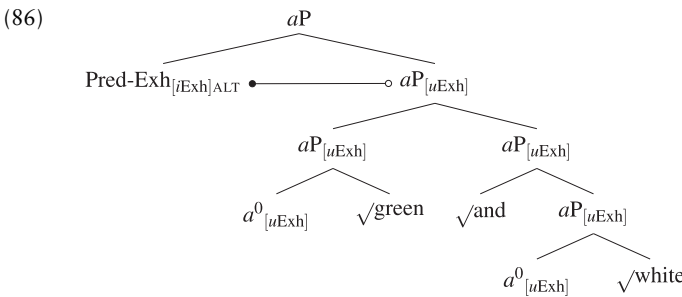 (86) aP
Pred-Exh[iExh]ALT aP[uExh]
aP[uExh] aP[uExh]
a⁰[uExh] √green √and aP[uExh]
a⁰[uExh] √white